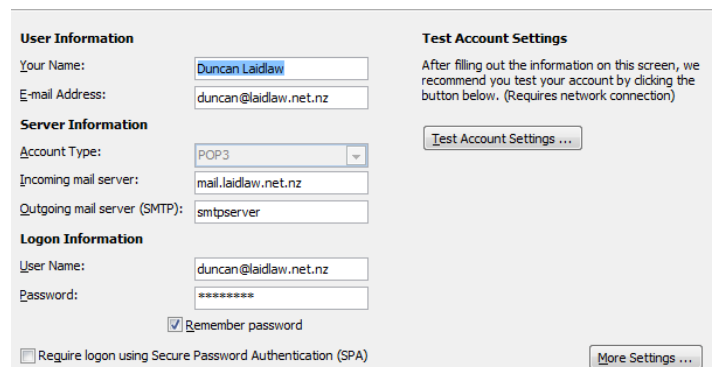 User Information
Your Name:
Duncan Laidlaw
E-mail Address:
duncan@laidlaw.net.nz
Server Information
Account Type:
POP3
Incoming mail server:
mail.laidlaw.net.nz
Outgoing mail server (SMTP):
smtpserver
Logon Information
User Name:
duncan@laidlaw.net.nz
Password:
********
Remember password
Require logon using Secure Password Authentication (SPA)
Test Account Settings
After filling out the information on this screen, we
recommend you test your account by clicking the
button below. (Requires network connection)
Test Account Settings ...
More Settings ...